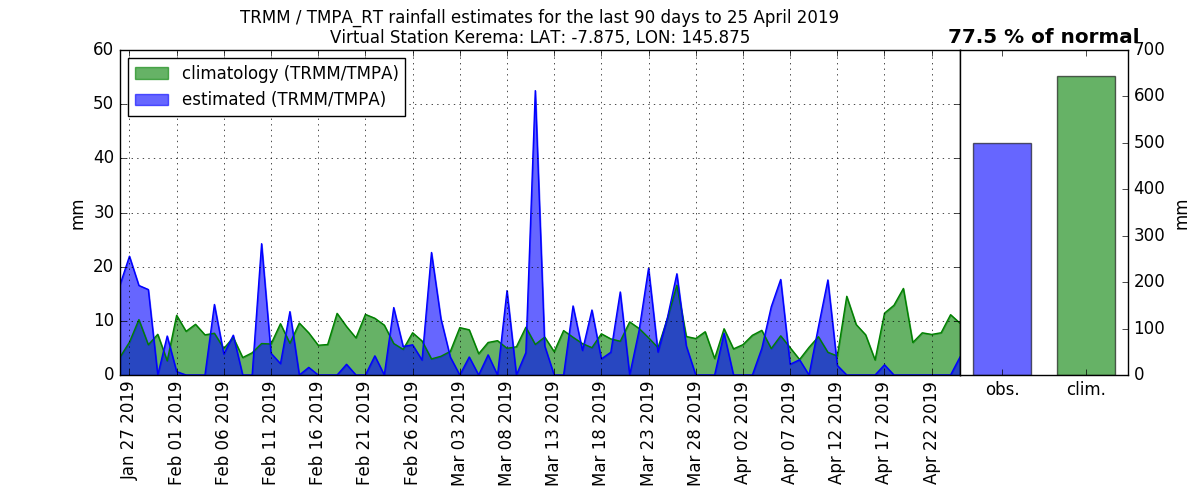 TRMM / TMPA_RT rainfall estimates for the last 90 days to 25 April 2019
Virtual Station Kerema: LAT: -7.875, LON: 145.875
77.5 % of normal
climatology (TRMM/TMPA)
estimated (TRMM/TMPA)
60
50
40
30
20
10
0
mm
Jan 27 2019
Feb 01 2019
Feb 06 2019
Feb 11 2019
Feb 16 2019
Feb 21 2019
Feb 26 2019
Mar 03 2019
Mar 08 2019
Mar 13 2019
Mar 18 2019
Mar 23 2019
Mar 28 2019
Apr 02 2019
Apr 07 2019
Apr 12 2019
Apr 17 2019
Apr 22 2019
obs.
clim.
700
600
500
400
300
200
100
0
mm